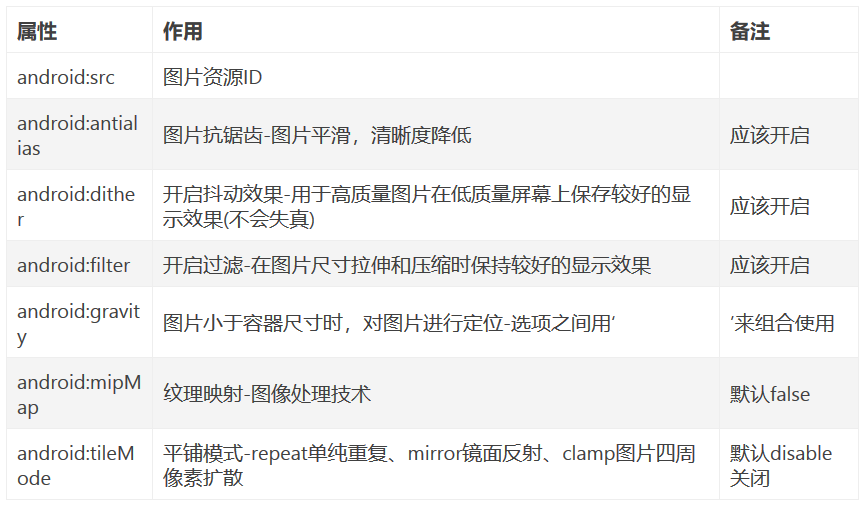 属性 作用 备注
android:src 图片资源ID
android:antial
ias
图片抗锯齿-图片平滑，清晰度降低
应该开启
android:dithe
r
开启抖动效果-用于高质量图片在低质量屏幕上保存较好的显
示效果(不会失真)
应该开启
android:filter 开启过滤-在图片尺寸拉伸和压缩时保持较好的显示效果 应该开启
android:gravit
y
图片小于容器尺寸时，对图片进行定位-选项之间用’
’来组合使用
android:mipM
ap
纹理映射-图像处理技术
默认false
android:tileM
ode
平铺模式-repeat单纯重复、mirror镜面反射、clamp图片四周
像素扩散
默认disable
关闭